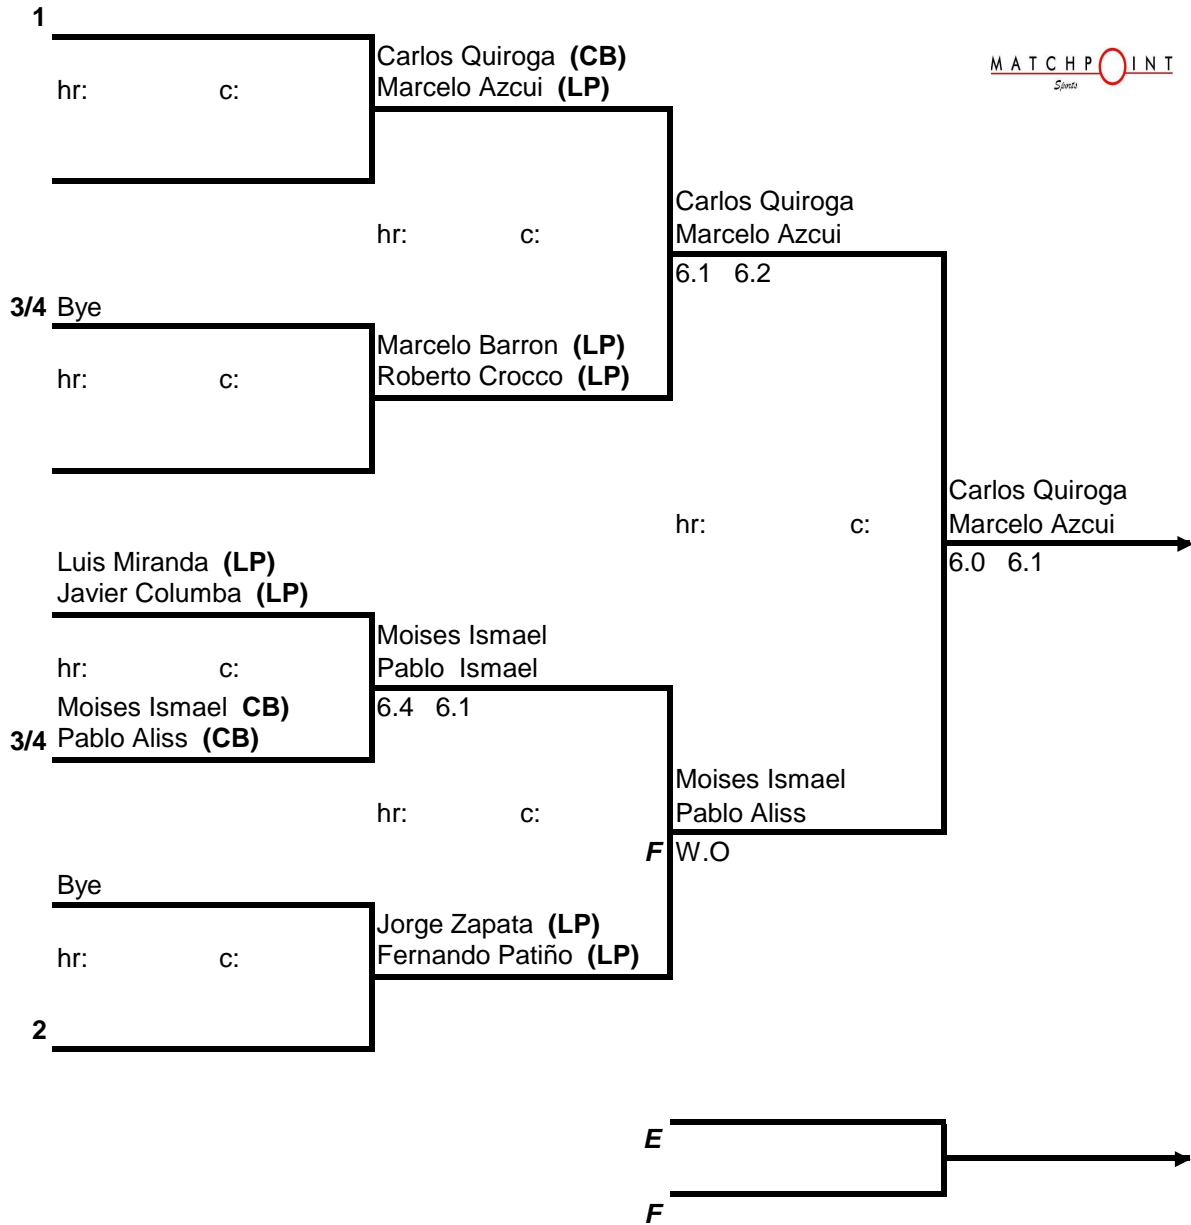 1
Carlos Quiroga (CB)
Marcelo Azcui (LP)
MATCHPOINT
Sports
hr: c:
Carlos Quiroga
Marcelo Azcui
hr: c:
6.1 6.2
3/4 Bye
Marcelo Barron (LP)
Roberto Crocco (LP)
hr: c:
Carlos Quiroga
Marcelo Azcui
hr: c:
6.0 6.1
Luis Miranda (LP)
Javier Columba (LP)
Moises Ismael
Pablo Ismael
hr: c:
6.4 6.1
Moises Ismael CB)
3/4 Pablo Aliss (CB)
Moises Ismael
Pablo Aliss
hr: c:
F W.O
Bye
Jorge Zapata (LP)
Fernando Patiño (LP)
hr: c:
2
E
F